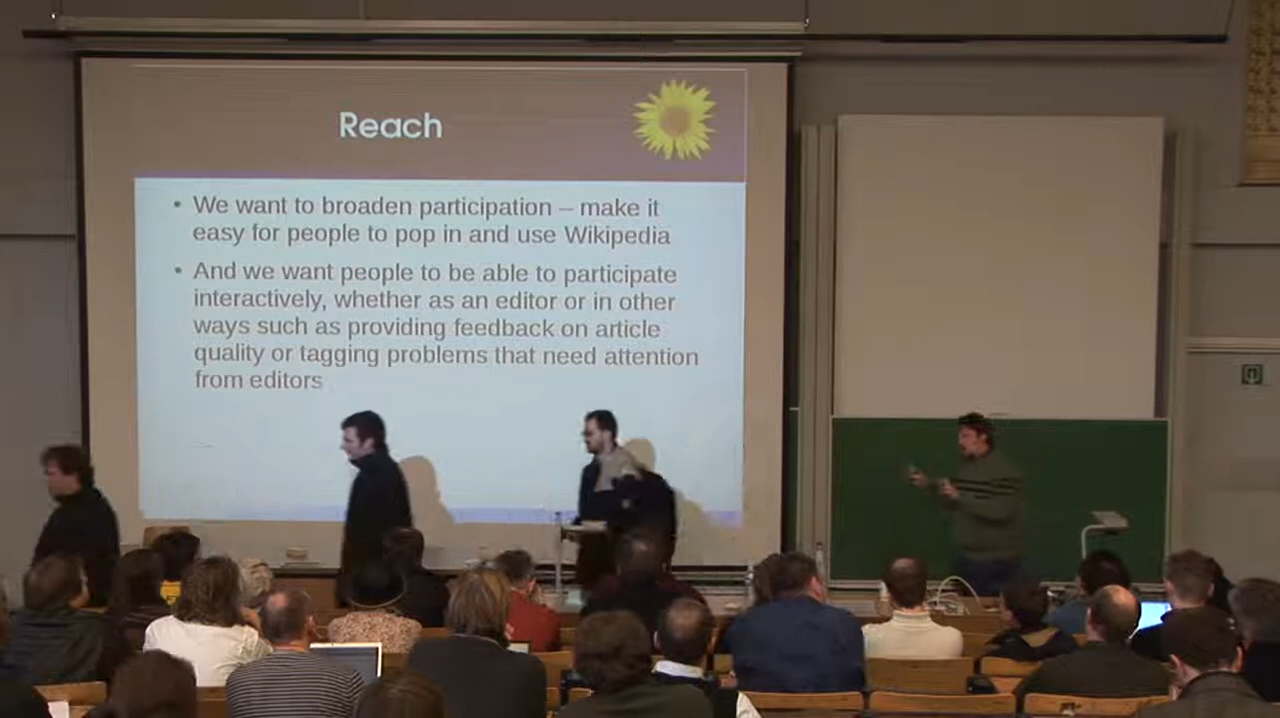 Reach
• We want to broaden participation – make it
easy for people to pop in and use Wikipedia
• And we want people to be able to participate
interactively, whether as an editor or in other
ways such as providing feedback on article
quality or tagging problems that need attention
from editors